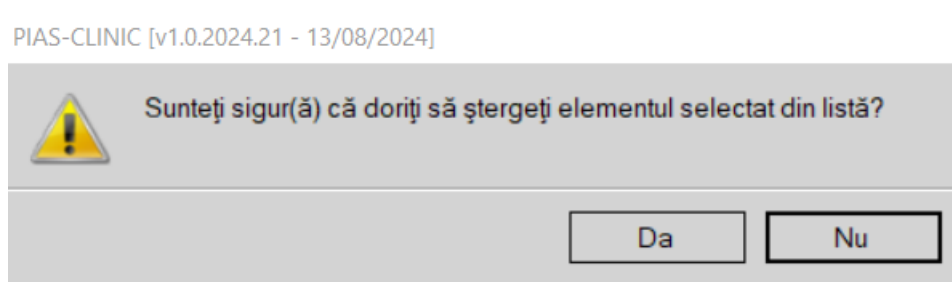 PIAS-CLINIC [v1.0.2024.21 - 13/08/2024]
Sunteţi sigur(ă) că doriţi să ştergeţi elementul selectat din listă?
Da
Nu